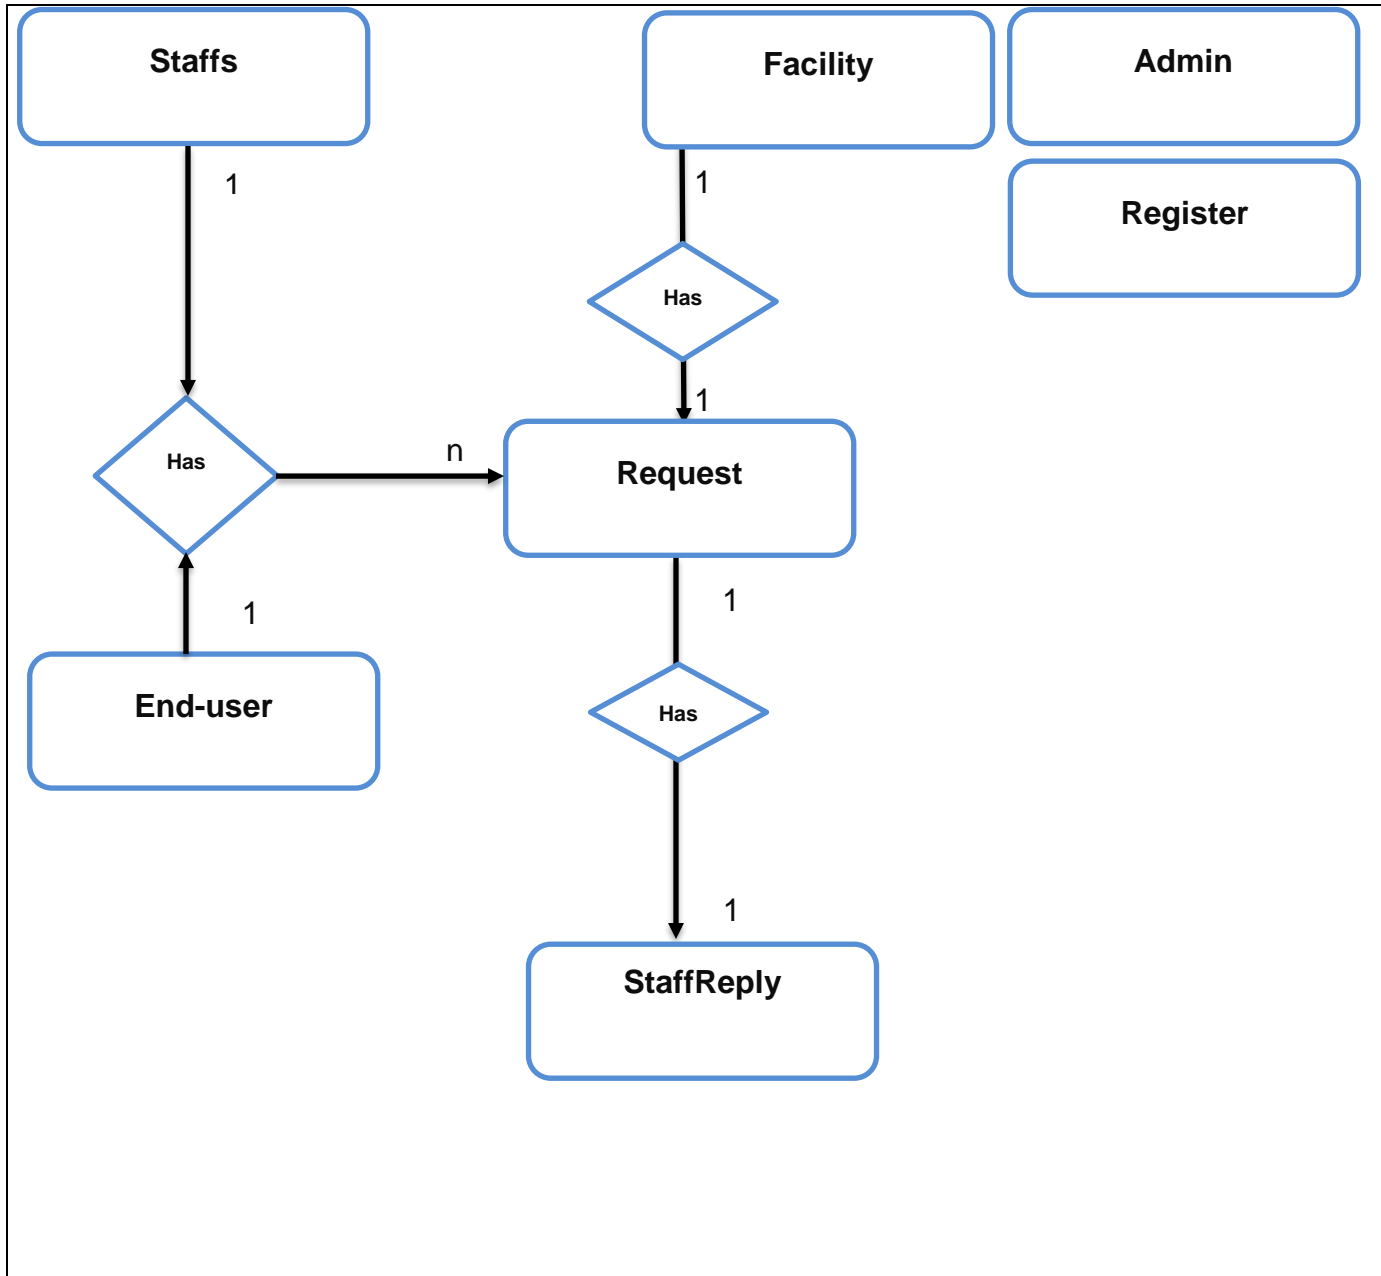 Staffs
Facility
Admin
1
1
Register
Has
1
Has
n
Request
1
1
End-user
Has
1
StaffReply